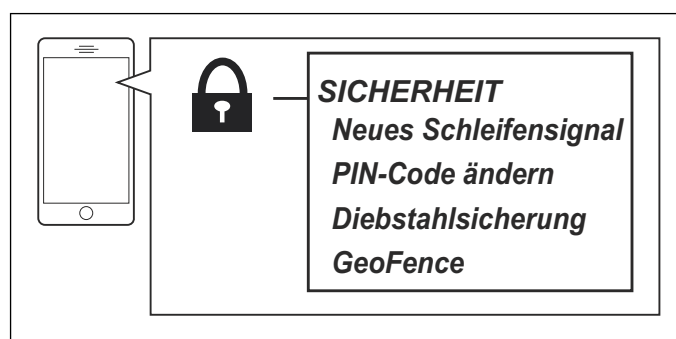 SICHERHEIT
Neues Schleifensignal
PIN-Code ändern
Diebstahlsicherung
GeoFence